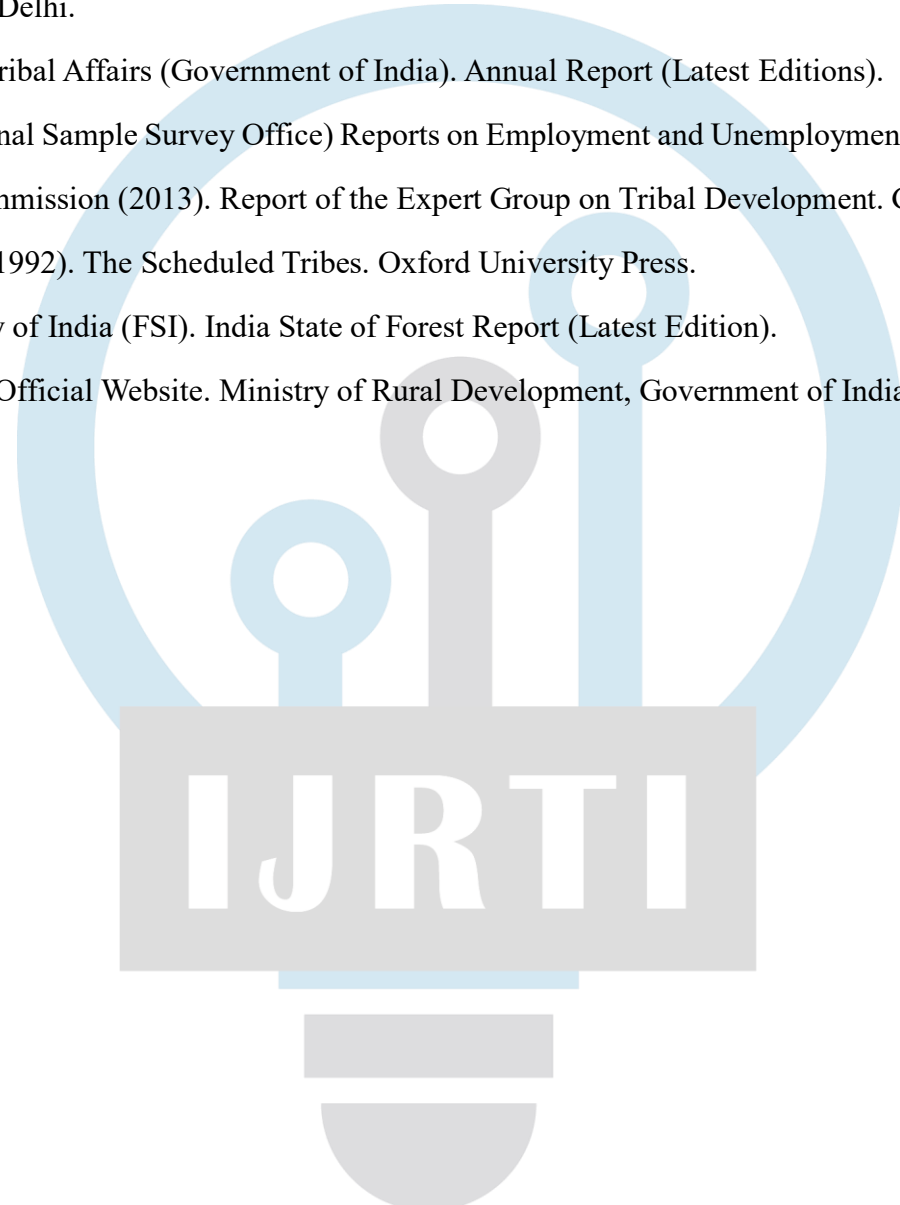 Delhi.
ribal Affairs (Government of India). Annual Report (Latest Editions).
nal Sample Survey Office) Reports on Employment and Unemploymen
mmission (2013). Report of the Expert Group on Tribal Development.
1992). The Scheduled Tribes. Oxford University Press.
y of India (FSI). India State of Forest Report (Latest Edition).
Official Website. Ministry of Rural Development, Government of India
IJRTI